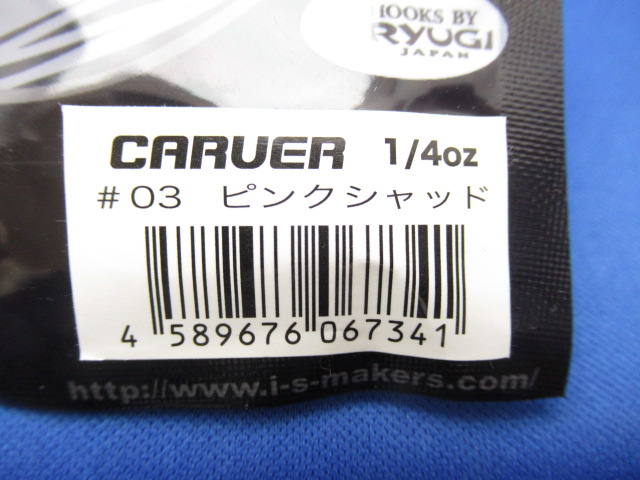 HOOKS BY
RYUGI
JAPAN
CARVER 1/4oz
#03 ピンクシャッド
4 589676 067341
http://www.i-s-makers.com/